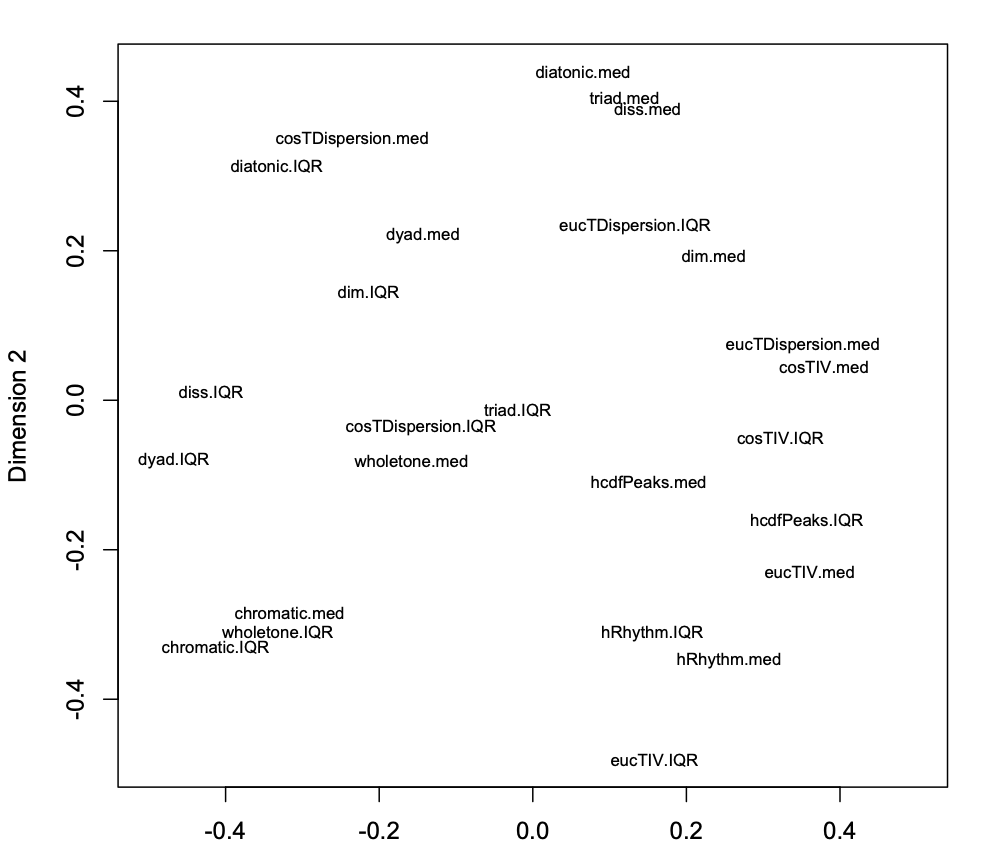 diatonic.med
0.4
triad.med
diss.med
cosTDispersion.med
diatonic.IQR
eucTDispersion.IQR
dyad.med
0.2
dim.med
dim.IQR
eucTDispersion.med
cosTIV.med
diss.IQR
0.0
triad.IQR
cosTDispersion.IQR
Dimension 2
cosTIV.IQR
dyad.IQR
wholetone.med
hcdfPeaks.med
hcdfPeaks.IQR
-0.2
eucTIV.med
chromatic.med
wholetone.IQR
hRhythm.IQR
chromatic.IQR
hRhythm.med
-0.4
eucTIV.IQR
-0.4 -0.2 0.0 0.2 0.4